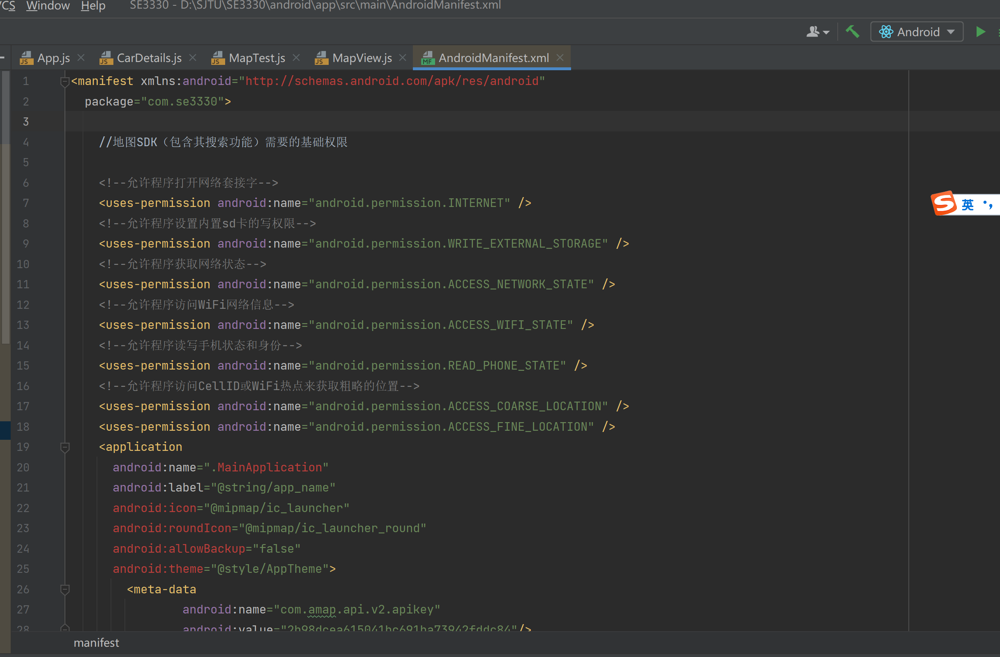 VCS Window Help SE3330 - D:\SJTU\SE3330\android\app\src\main\AndroidManifest.xml
Android
App.js CarDetails.js MapTest.js MapView.js AndroidManifest.xml
1 <manifest xmlns:android="http://schemas.android.com/apk/res/android"
2 package="com.se3330">
3
4 //地图SDK（包含其搜索功能）需要的基础权限
5
6 <!--允许程序打开网络套接字-->
7 <uses-permission android:name="android.permission.INTERNET" />
8 <!--允许程序设置内置sd卡的写权限-->
9 <uses-permission android:name="android.permission.WRITE_EXTERNAL_STORAGE" />
10 <!--允许程序获取网络状态-->
11 <uses-permission android:name="android.permission.ACCESS_NETWORK_STATE" />
12 <!--允许程序访问WiFi网络信息-->
13 <uses-permission android:name="android.permission.ACCESS_WIFI_STATE" />
14 <!--允许程序读写手机状态和身份-->
15 <uses-permission android:name="android.permission.READ_PHONE_STATE" />
16 <!--允许程序访问CellID或WiFi热点来获取粗略的位置-->
17 <uses-permission android:name="android.permission.ACCESS_COARSE_LOCATION" />
18 <uses-permission android:name="android.permission.ACCESS_FINE_LOCATION" />
19 <application
20 android:name=".MainApplication"
21 android:label="@string/app_name"
22 android:icon="@mipmap/ic_launcher"
23 android:roundIcon="@mipmap/ic_launcher_round"
24 android:allowBackup="false"
25 android:theme="@style/AppTheme">
26 <meta-data
27 android:name="com.amap.api.v2.apikey"
28 android:value="2b98dcea615041bc691ba73942fddc84"/>
manifest
英